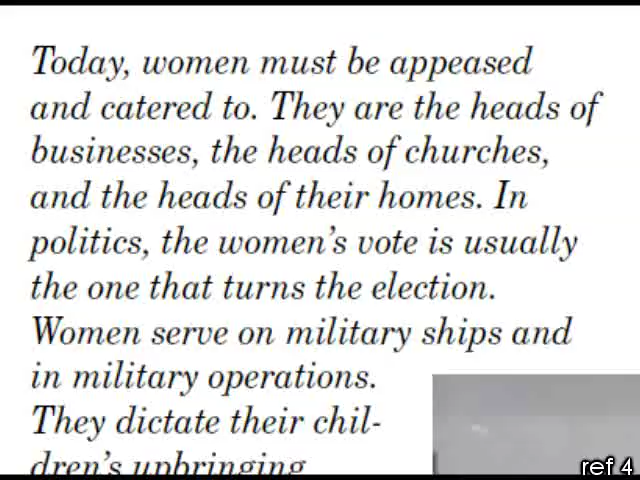 Today, women must be appeased
and catered to. They are the heads of
businesses, the heads of churches,
and the heads of their homes. In
politics, the women's vote is usually
the one that turns the election.
Women serve on military ships and
in military operations.
They dictate their chil-
dren's upbringing
ref 4